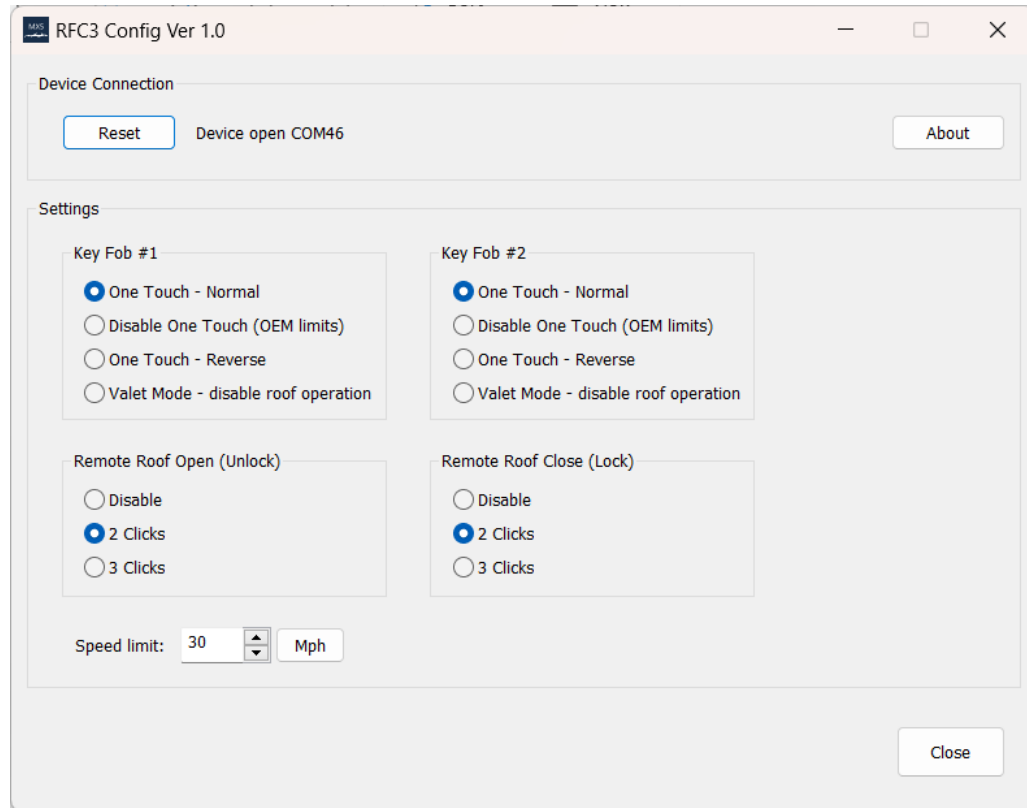 MXS
RFC3 Config Ver 1.0
Device Connection
Reset
Device open COM46
About
Settings
Key Fob #1
One Touch - Normal
Disable One Touch (OEM limits)
One Touch - Reverse
Valet Mode - disable roof operation
Key Fob #2
One Touch - Normal
Disable One Touch (OEM limits)
One Touch - Reverse
Valet Mode - disable roof operation
Remote Roof Open (Unlock)
Disable
2 Clicks
3 Clicks
Remote Roof Close (Lock)
Disable
2 Clicks
3 Clicks
Speed limit: 30 Mph
Close